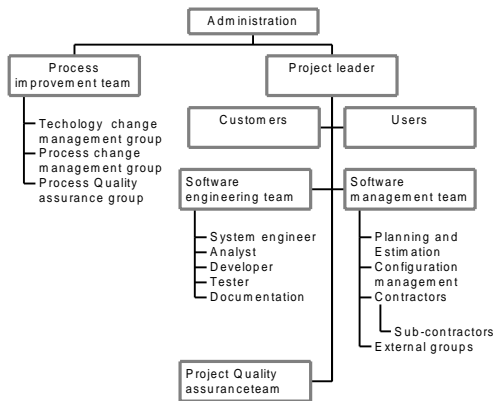 Administration
Process
improvement team
Project leader
Techology change
management group
Process change
management group
Process Quality
assurance group
Customers
Users
Software
engineering team
Software
management team
System engineer
Analyst
Developer
Tester
Documentation
Planning and
Estimation
Configuration
management
Contractors
Sub-contractors
External groups
Project Quality
assuranceteam